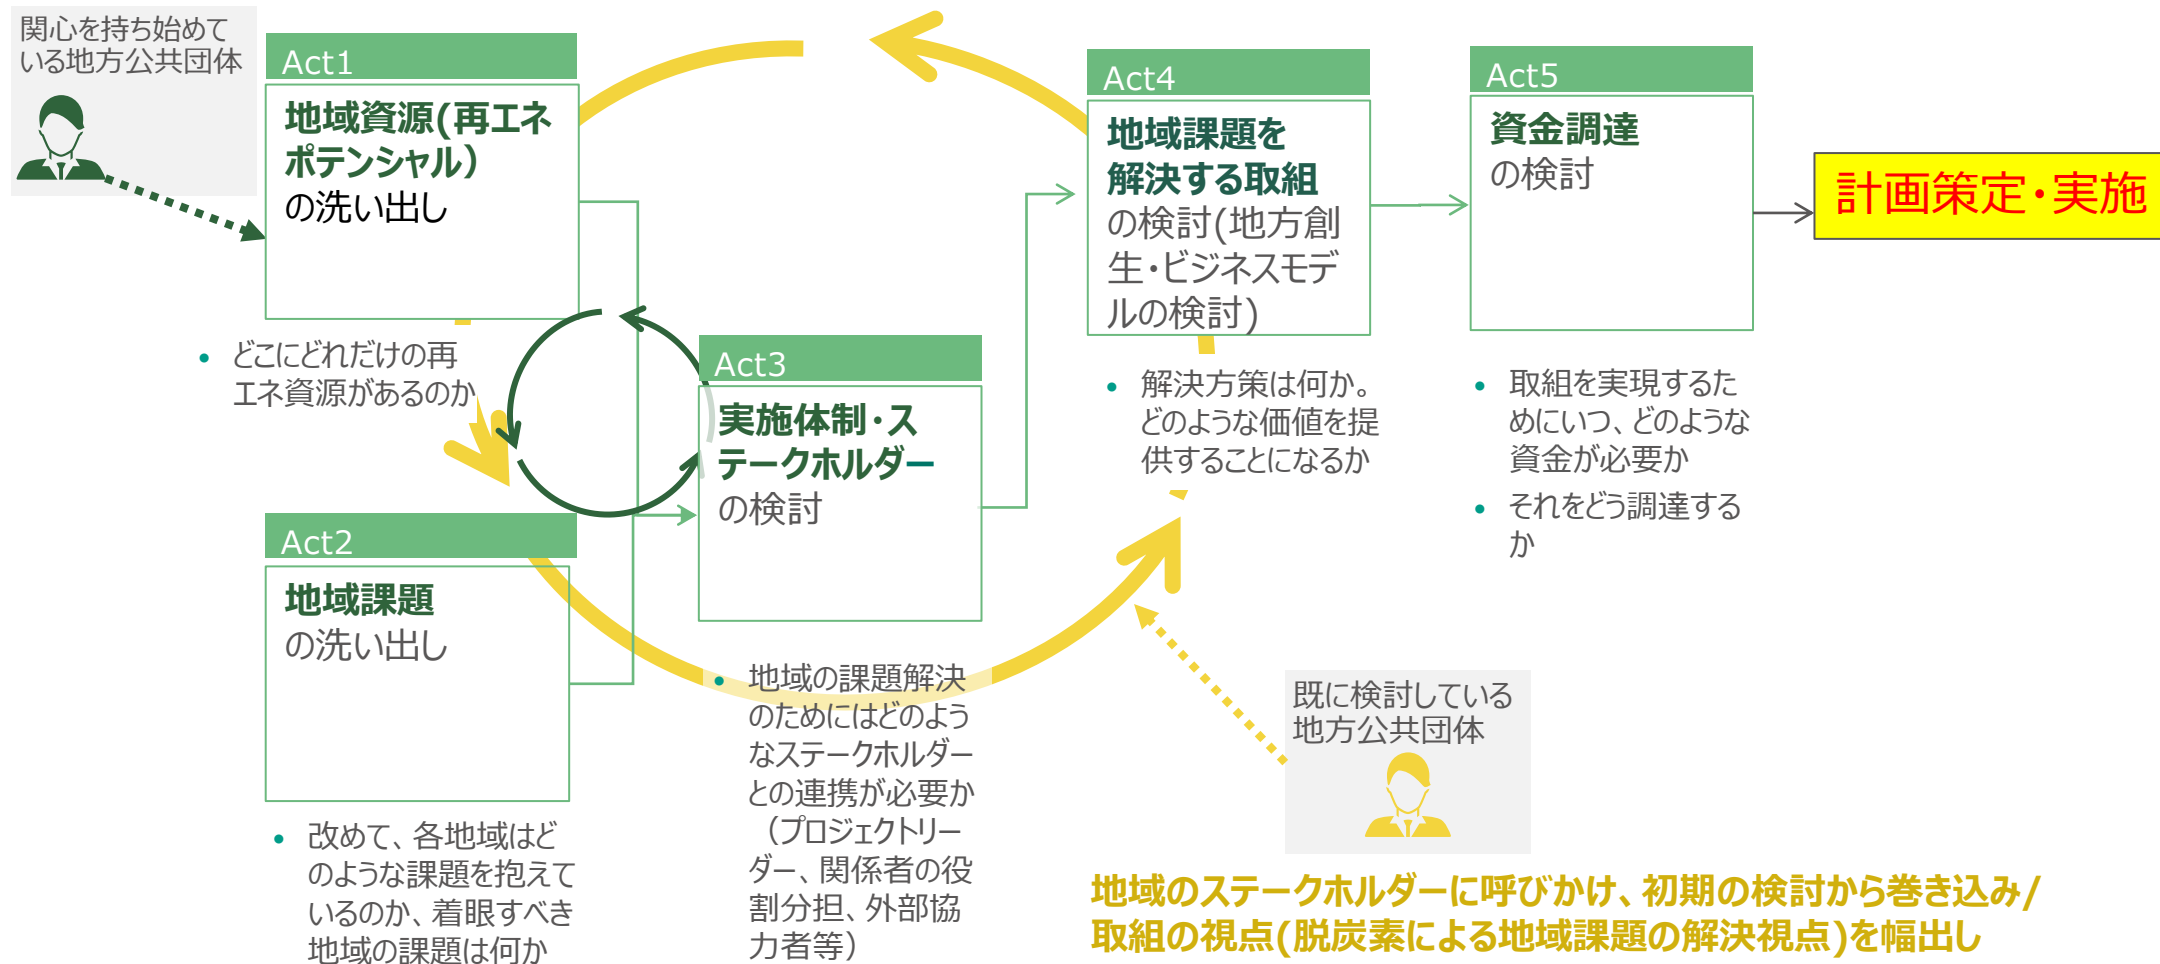 関心を持ち始めて
いる地方公共団体
Act1
地域資源(再エネ
ポテンシャル）
の洗い出し
どこにどれだけの再
エネ資源があるのか
Act2
地域課題
の洗い出し
改めて、各地域はど
のような課題を抱えて
いるのか、着眼すべき
地域の課題は何か
Act3
実施体制・ス
テークホルダー
の検討
地域の課題解決
のためにはどのよう
なステークホルダー
との連携が必要か
（プロジェクトリー
ダー、関係者の役
割分担、外部協
力者等）
Act4
地域課題を
解決する取組
の検討(地方創
生・ビジネスモデ
ルの検討)
解決方策は何か。
どのような価値を提
供することになるか
Act5
資金調達
の検討
取組を実現するた
めにいつ、どのような
資金が必要か
それをどう調達する
か
計画策定・実施
既に検討している
地方公共団体
地域のステークホルダーに呼びかけ、初期の検討から巻き込み/
取組の視点(脱炭素による地域課題の解決視点)を幅出し